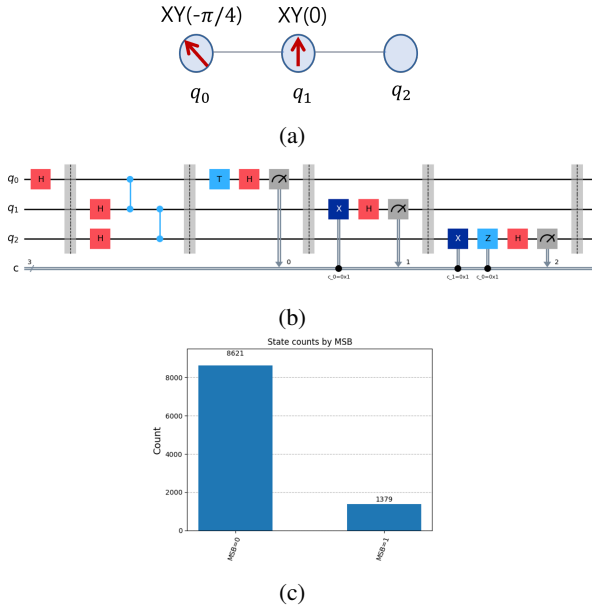 XY(-π/4) XY(0)
q₀ q₁ q₂
(a)
q₀ H T H
q₁ H X H
q₂ H X Z H
c 3 0 1 2
c_0=0x1 c_1=0x1 c_0=0x1
(b)
State counts by MSB
8621
8000
6000
4000
2000
1379
0
Count
MSB=0 MSB=1
(c)